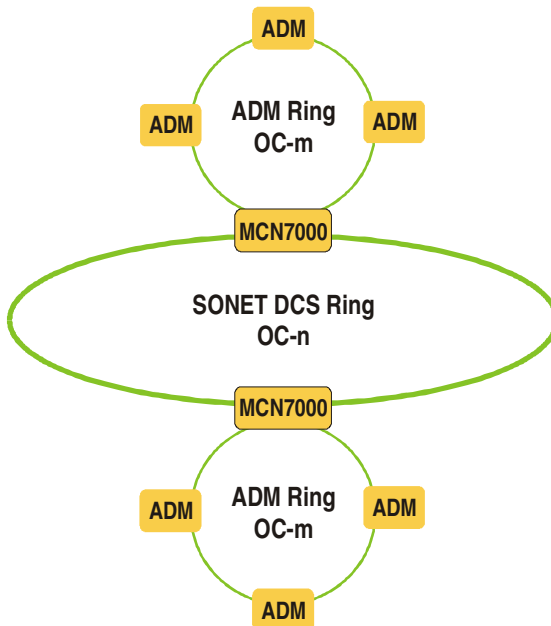 ADM
ADM
ADM Ring
OC-m
ADM
MCN7000
SONET DCS Ring
OC-n
MCN7000
ADM
ADM Ring
OC-m
ADM
ADM